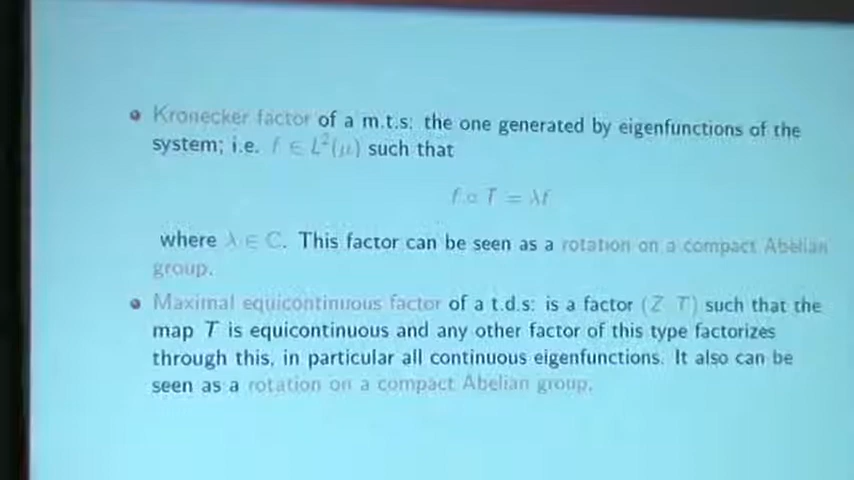 Kronecker factor of a m.t.s: the one generated by eigenfunctions of the
system; i.e. f ∈ L²(μ) such that
f ∘ T = λf
where λ ∈ C. This factor can be seen as a rotation on a compact Abelian
group.
Maximal equicontinuous factor of a t.d.s: is a factor (Z T) such that the
map T is equicontinuous and any other factor of this type factorizes
through this, in particular all continuous eigenfunctions. It also can be
seen as a rotation on a compact Abelian group.